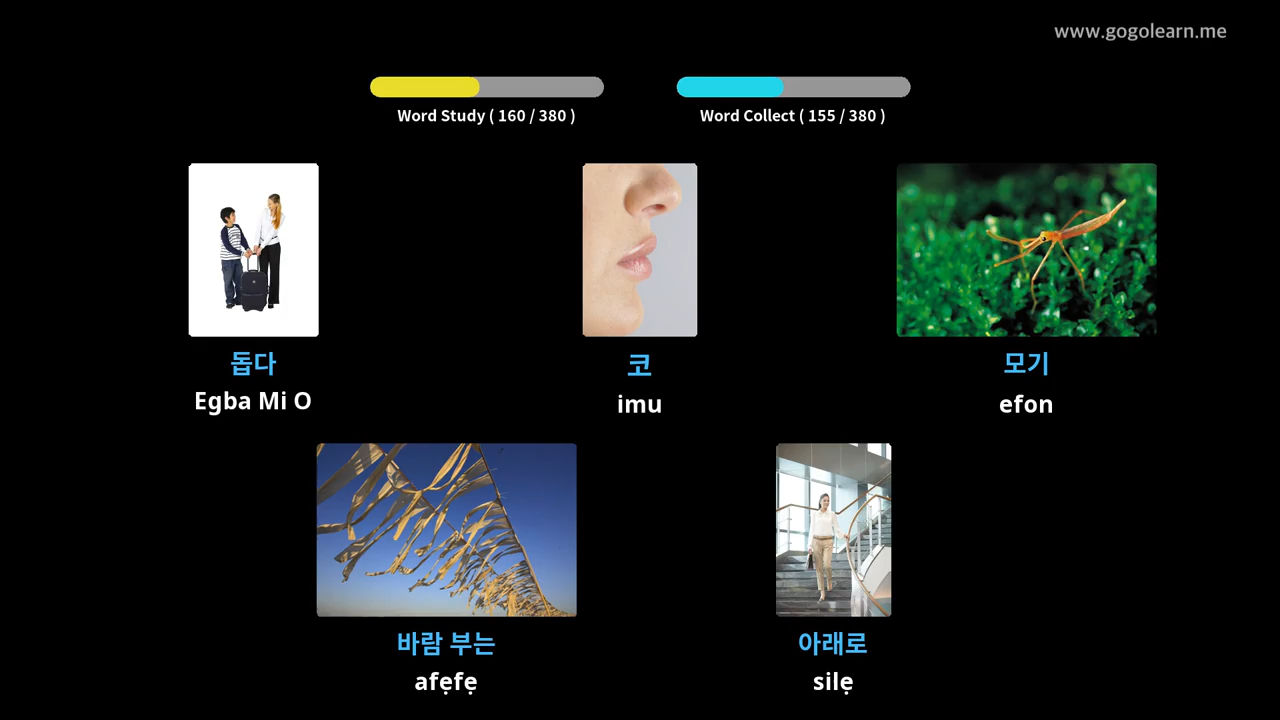 www.gogolearn.me
Word Study ( 160 / 380 )
Word Collect ( 155 / 380 )
돕다
Egba Mi O
코
imu
모기
efon
바람 부는
afẹfẹ
아래로
silẹ